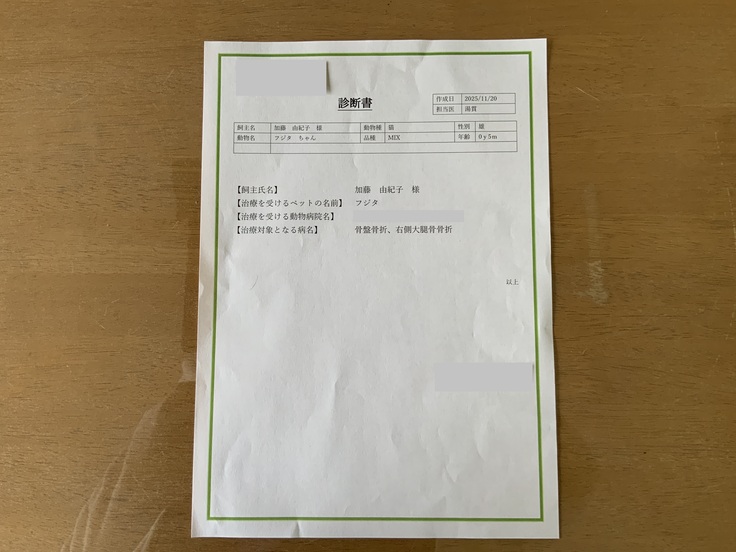 診断書
作成日 2025/11/20
担当医 湯貫
飼主名 加藤 由紀子 様 動物種 猫 性別 雄
動物名 フジタ ちゃん 品種 MIX 年齢 0y5m
【飼主氏名】 加藤 由紀子 様
【治療を受けるペットの名前】 フジタ
【治療を受ける動物病院名】
【治療対象となる病名】 骨盤骨折、右側大腿骨骨折
以上